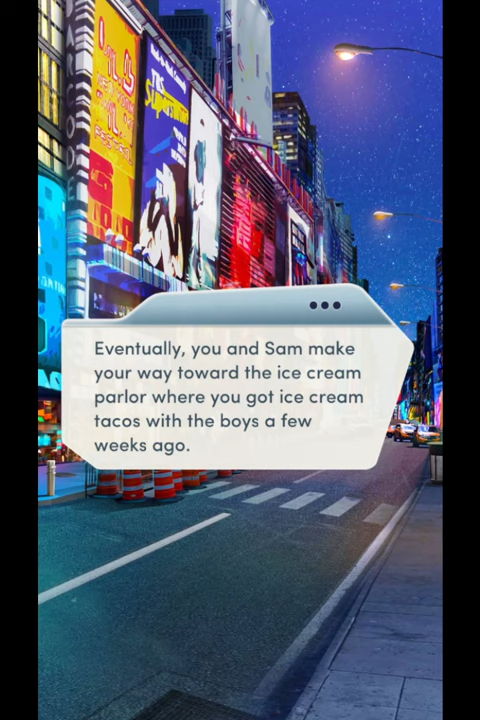 Eventually, you and Sam make
your way toward the ice cream
parlor where you got ice cream
tacos with the boys a few
weeks ago.